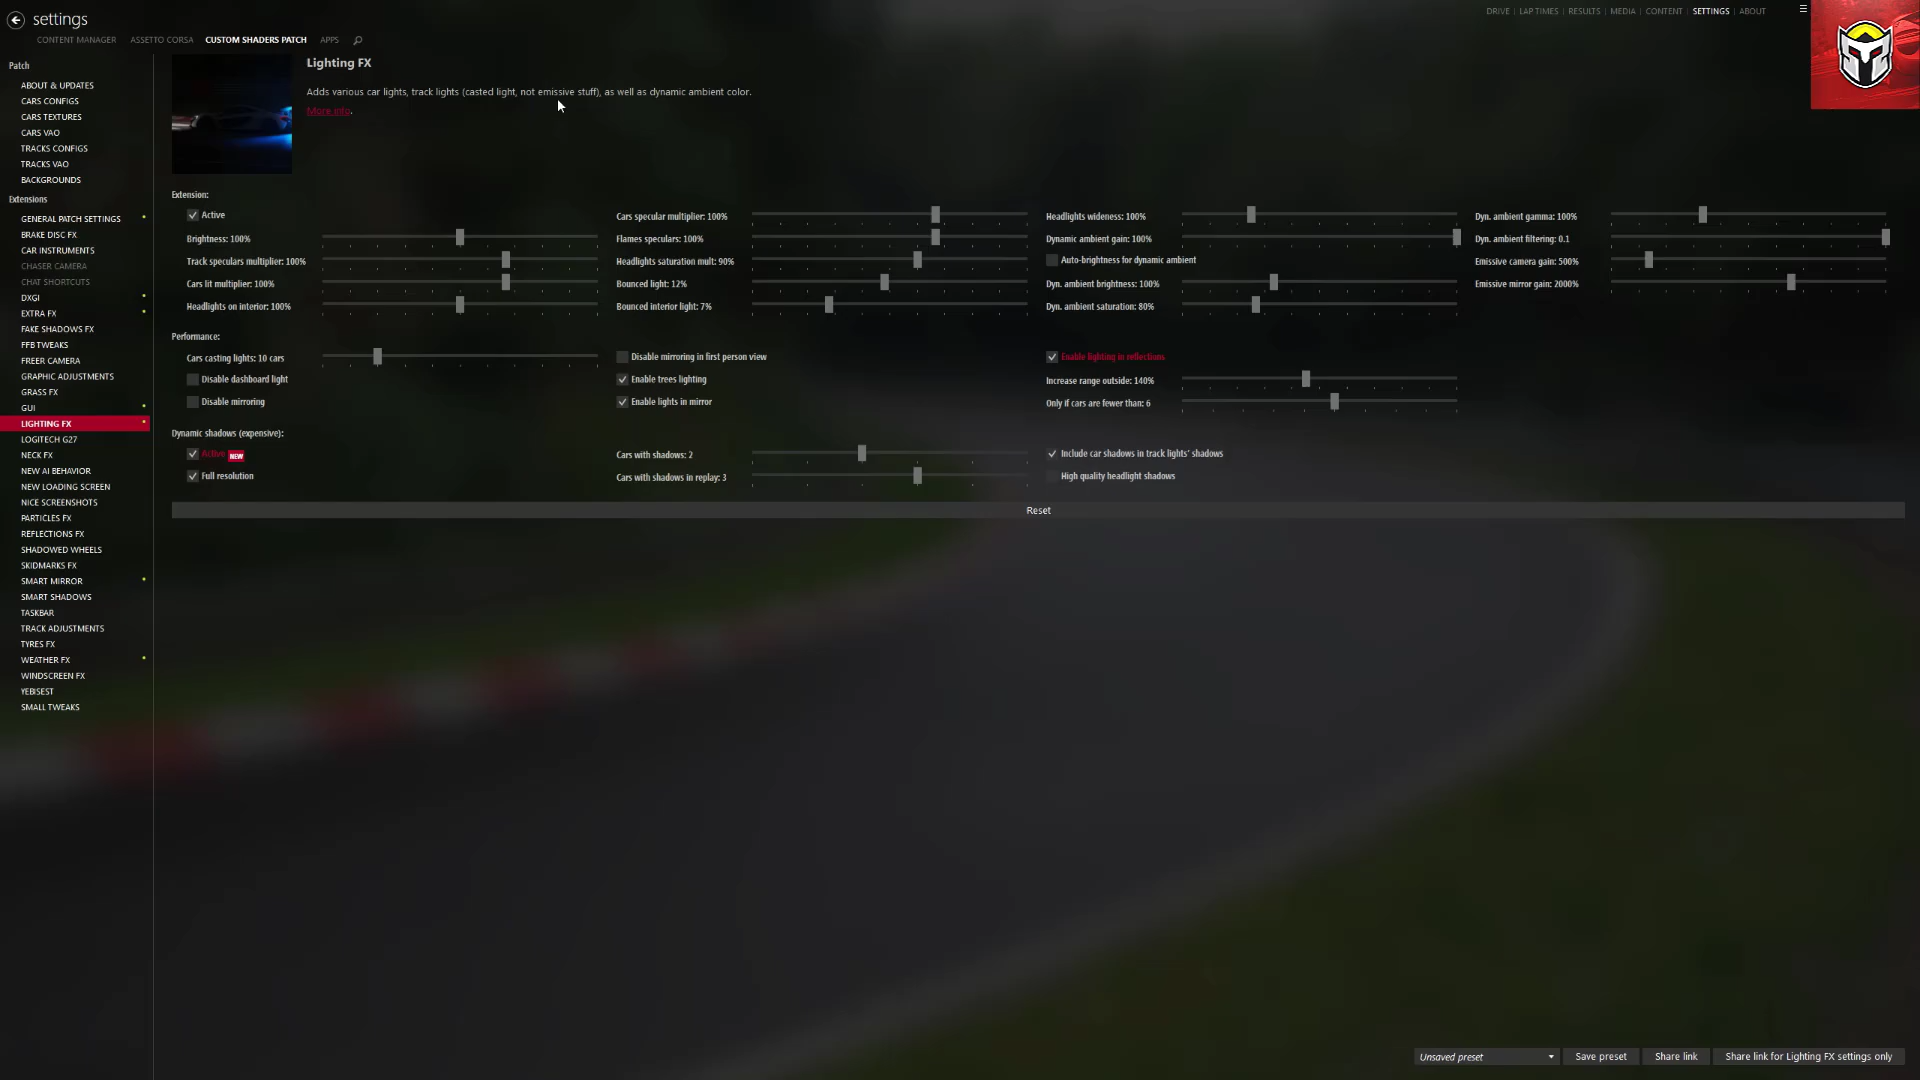 settings
DRIVE | LAP TIMES | RESULTS | MEDIA | CONTENT | SETTINGS | ABOUT
CONTENT MANAGER ASSETTO CORSA CUSTOM SHADERS PATCH APPS
Patch
ABOUT & UPDATES
CARS CONFIGS
CARS TEXTURES
CARS VAO
TRACKS CONFIGS
TRACKS VAO
BACKGROUNDS
Extensions
GENERAL PATCH SETTINGS
BRAKE DISC FX
CAR INSTRUMENTS
CHASER CAMERA
CHAT SHORTCUTS
DXGI
EXTRA FX
FAKE SHADOWS FX
FFB TWEAKS
FREER CAMERA
GRAPHIC ADJUSTMENTS
GRASS FX
GUI
LIGHTING FX
LOGITECH G27
NECK FX
NEW AI BEHAVIOR
NEW LOADING SCREEN
NICE SCREENSHOTS
PARTICLES FX
REFLECTIONS FX
SHADOWED WHEELS
SKIDMARKS FX
SMART MIRROR
SMART SHADOWS
TASKBAR
TRACK ADJUSTMENTS
TYRES FX
WEATHER FX
WINDSCREEN FX
YEBISEST
SMALL TWEAKS
Lighting FX
Adds various car lights, track lights (casted light, not emissive stuff), as well as dynamic ambient color.
More info.
Extension:
Active
Brightness: 100%
Track speculars multiplier: 100%
Cars lit multiplier: 100%
Headlights on interior: 100%
Cars specular multiplier: 100%
Flames speculars: 100%
Headlights saturation mult: 90%
Bounced light: 12%
Bounced interior light: 7%
Headlights wideness: 100%
Dynamic ambient gain: 100%
Auto-brightness for dynamic ambient
Dyn. ambient brightness: 100%
Dyn. ambient saturation: 80%
Dyn. ambient gamma: 100%
Dyn. ambient filtering: 0.1
Emissive camera gain: 500%
Emissive mirror gain: 2000%
Performance:
Cars casting lights: 10 cars
Disable dashboard light
Disable mirroring
Disable mirroring in first person view
Enable trees lighting
Enable lights in mirror
Enable lighting in reflections
Increase range outside: 140%
Only if cars are fewer than: 6
Dynamic shadows (expensive):
Active NEW
Full resolution
Cars with shadows: 2
Cars with shadows in replay: 3
Include car shadows in track lights' shadows
High quality headlight shadows
Reset
Unsaved preset
Save preset
Share link
Share link for Lighting FX settings only